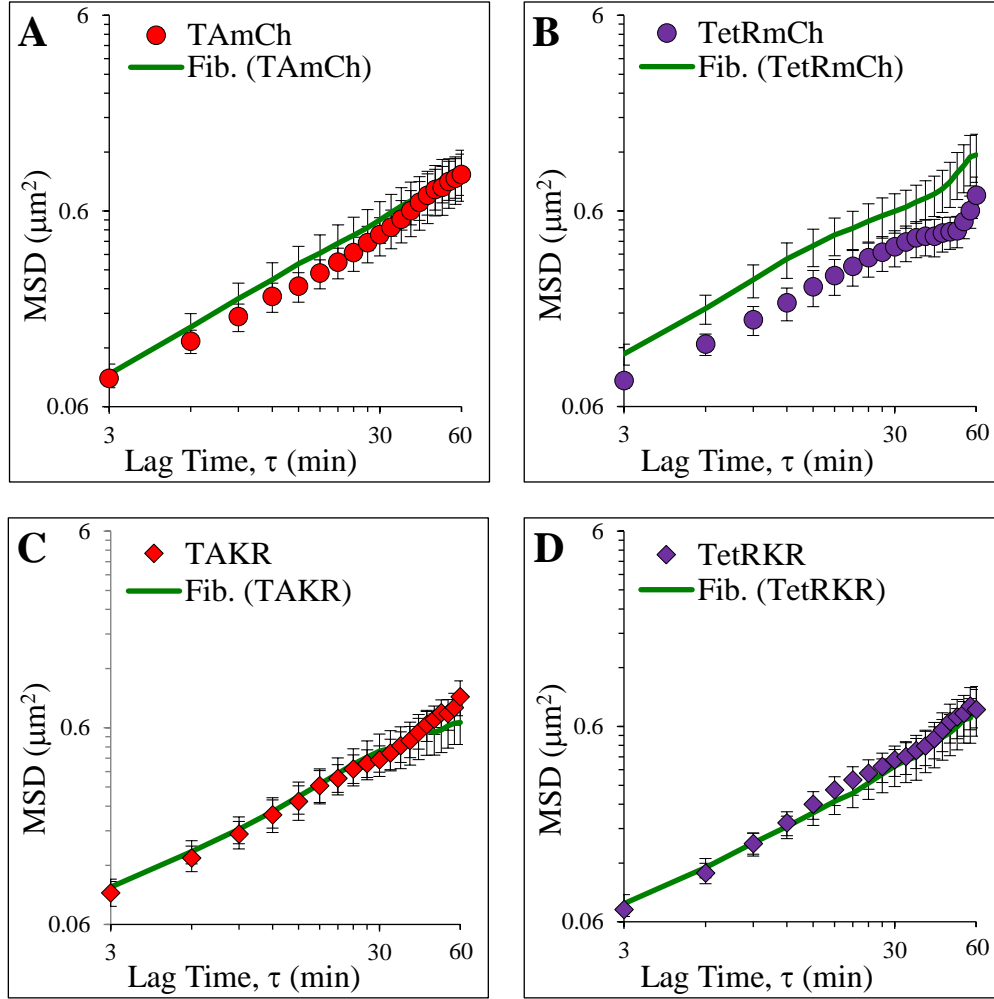 A
6
TAmCh
Fib. (TAmCh)
MSD (μm²)
0.6
0.06
3
30
60
Lag Time, τ (min)
B
6
TetRmCh
Fib. (TetRmCh)
MSD (μm²)
0.6
0.06
3
30
60
Lag Time, τ (min)
C
6
TAKR
Fib. (TAKR)
MSD (μm²)
0.6
0.06
3
30
60
Lag Time, τ (min)
D
6
TetRKR
Fib. (TetRKR)
MSD (μm²)
0.6
0.06
3
30
60
Lag Time, τ (min)